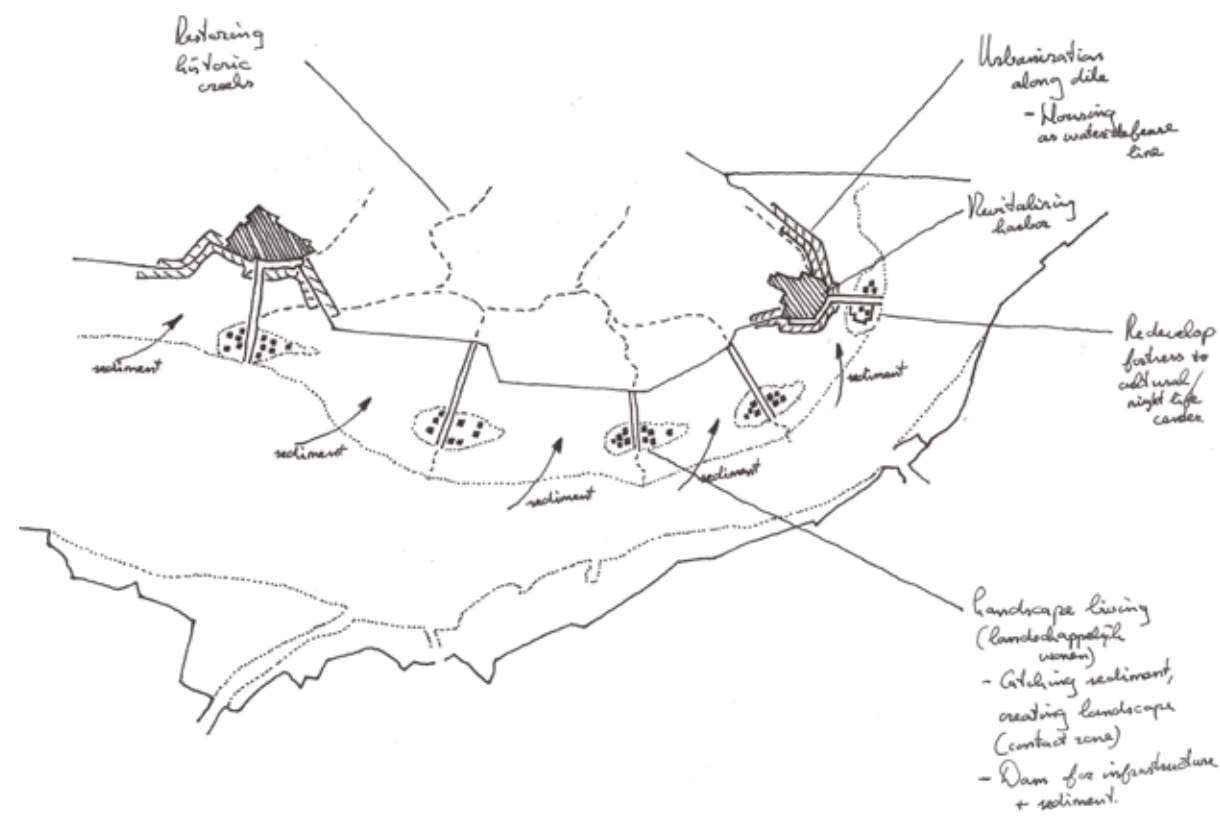 Restoring
historic
creeks
Urbanisation
along dike
- Housing
as waterdefense
line
Revitalising
harbor
Redevelop
fortress to
cultural/
night life
center
sediment
sediment
sediment
sediment
sediment
Landscape living
(landschappelijk
wonen)
- Catching sediment,
creating landscape
(contact zone)
- Dam for infrastructure
+ sediment.